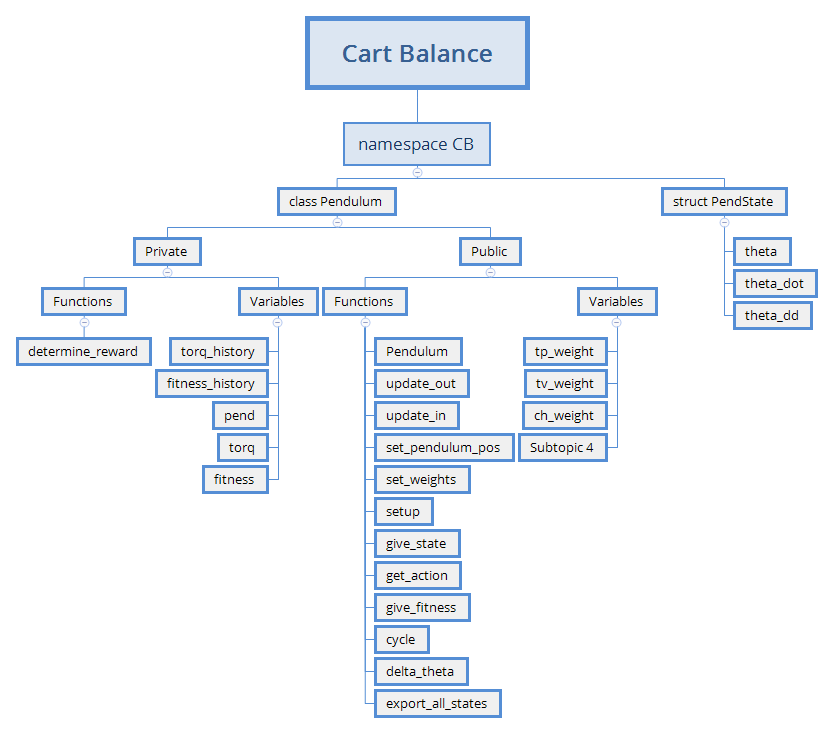 Cart Balance
namespace CB
class Pendulum
struct PendState
Private
Public
theta
theta_dot
theta_dd
Functions
Variables
Functions
Variables
determine_reward
torq_history
fitness_history
pend
torq
fitness
Pendulum
update_out
update_in
set_pendulum_pos
set_weights
setup
give_state
get_action
give_fitness
cycle
delta_theta
export_all_states
tp_weight
tv_weight
ch_weight
Subtopic 4